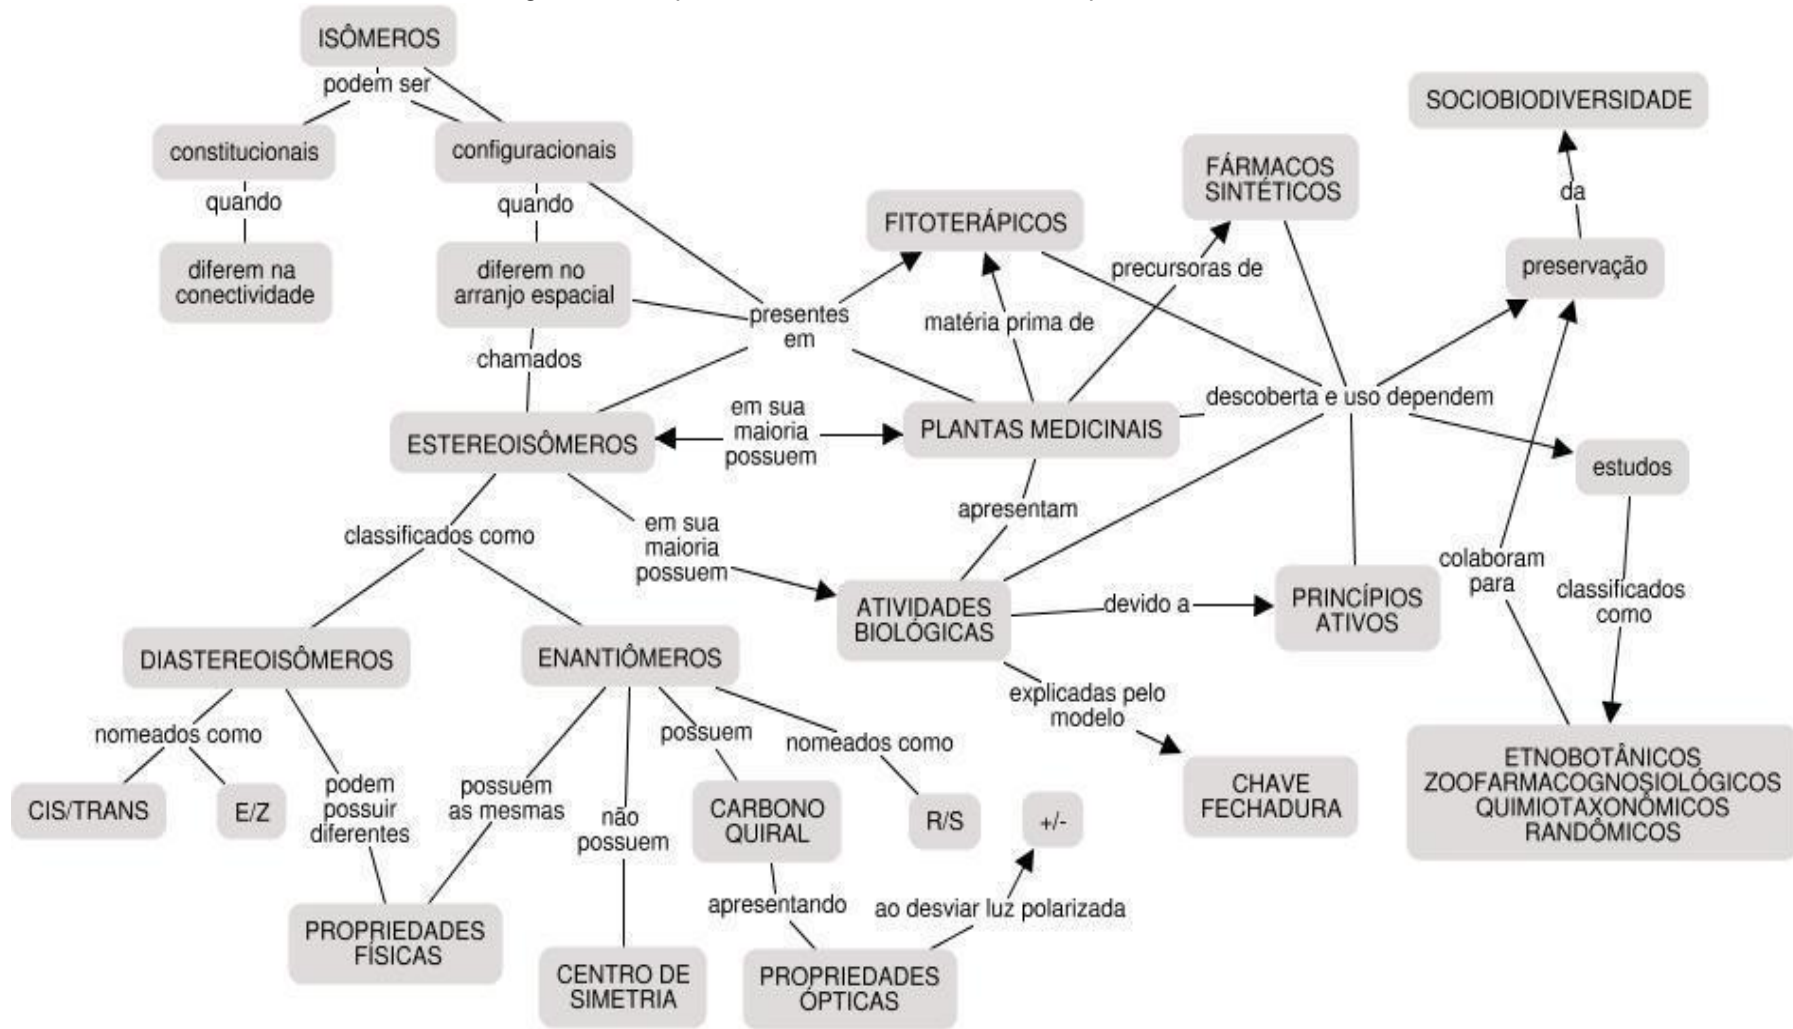 ISÔMEROS
podem ser
constitucionais
configuracionais
quando
quando
diferem na
conectividade
diferem no
arranjo espacial
chamados
presentes
em
FITOTERÁPICOS
matéria prima de
precursoras de
FÁRMACOS
SINTÉTICOS
SOCIOBIODIVERSIDADE
da
preservação
descoberta e uso dependem
ESTEREOISÔMEROS
em sua
maioria
possuem
PLANTAS MEDICINAIS
estudos
classificados como
em sua
maioria
possuem
apresentam
colaboram
para
classificados
como
ATIVIDADES
BIOLÓGICAS
devido a
PRINCÍPIOS
ATIVOS
DIASTEREOISÔMEROS
ENANTIÔMEROS
explicadas pelo
modelo
nomeados como
possuem
nomeados como
CIS/TRANS
E/Z
podem
possuir
diferentes
possuem
as mesmas
não
possuem
CARBONO
QUIRAL
R/S
+/-
CHAVE
FECHADURA
ETNOBOTÂNICOS
ZOOFARMACOGNOSIOLÓGICOS
QUIMIOTAXONÔMICOS
RANDÔMICOS
apresentando
ao desviar luz polarizada
PROPRIEDADES
FÍSICAS
CENTRO DE
SIMETRIA
PROPRIEDADES
ÓPTICAS